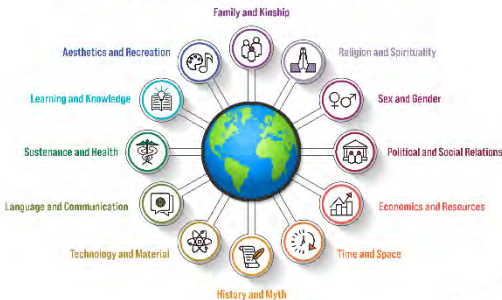 Family and Kinship
Aesthetics and Recreation
Religion and Spirituality
Learning and Knowledge
Sex and Gender
Sustenance and Health
Political and Social Relations
Language and Communication
Economics and Resources
Technology and Material
Time and Space
History and Myth